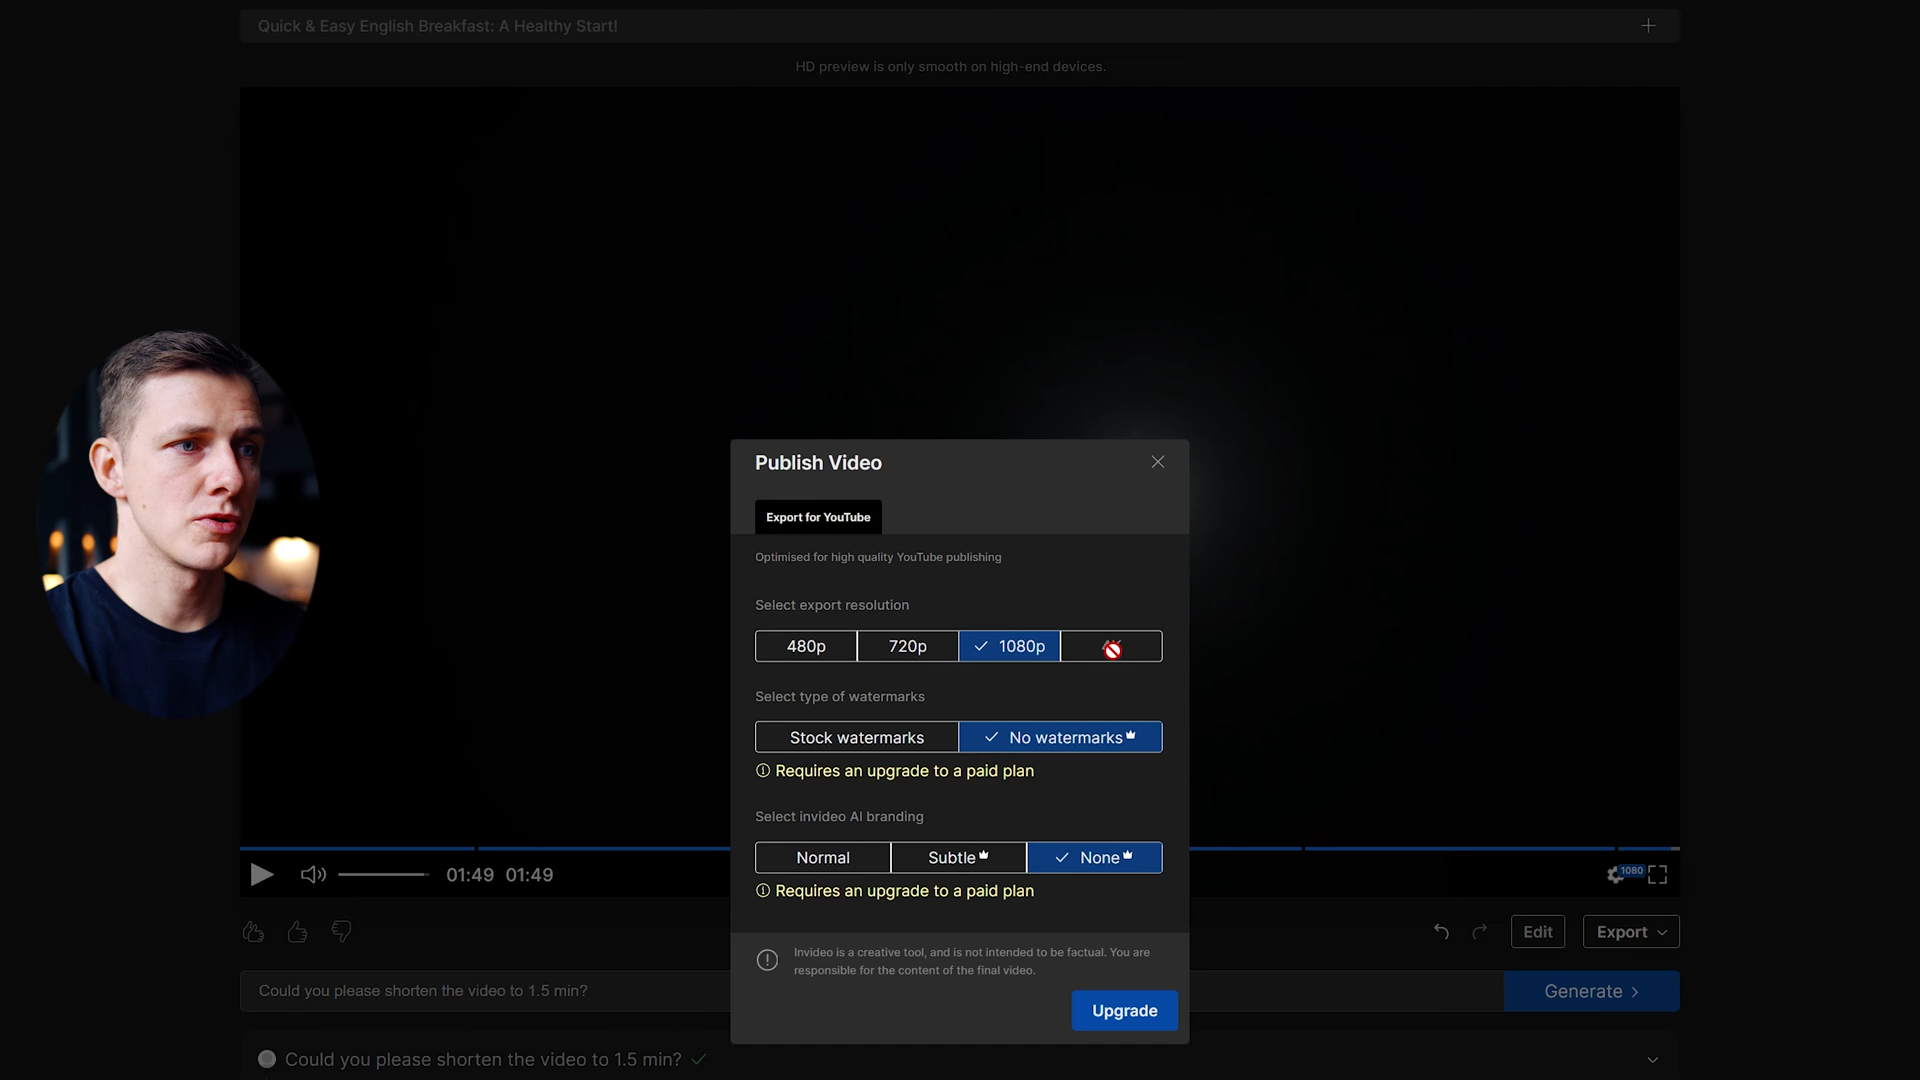 Quick & Easy English Breakfast: A Healthy Start!
HD preview is only smooth on high-end devices.
Publish Video
Export for YouTube
Optimised for high quality YouTube publishing
Select export resolution
480p 720p 1080p
Select type of watermarks
Stock watermarks No watermarks
Requires an upgrade to a paid plan
Select invideo AI branding
Normal Subtle None
Requires an upgrade to a paid plan
01:49 01:49
1080
Edit Export
Invideo is a creative tool, and is not intended to be factual. You are
responsible for the content of the final video.
Could you please shorten the video to 1.5 min?
Generate
Upgrade
Could you please shorten the video to 1.5 min?